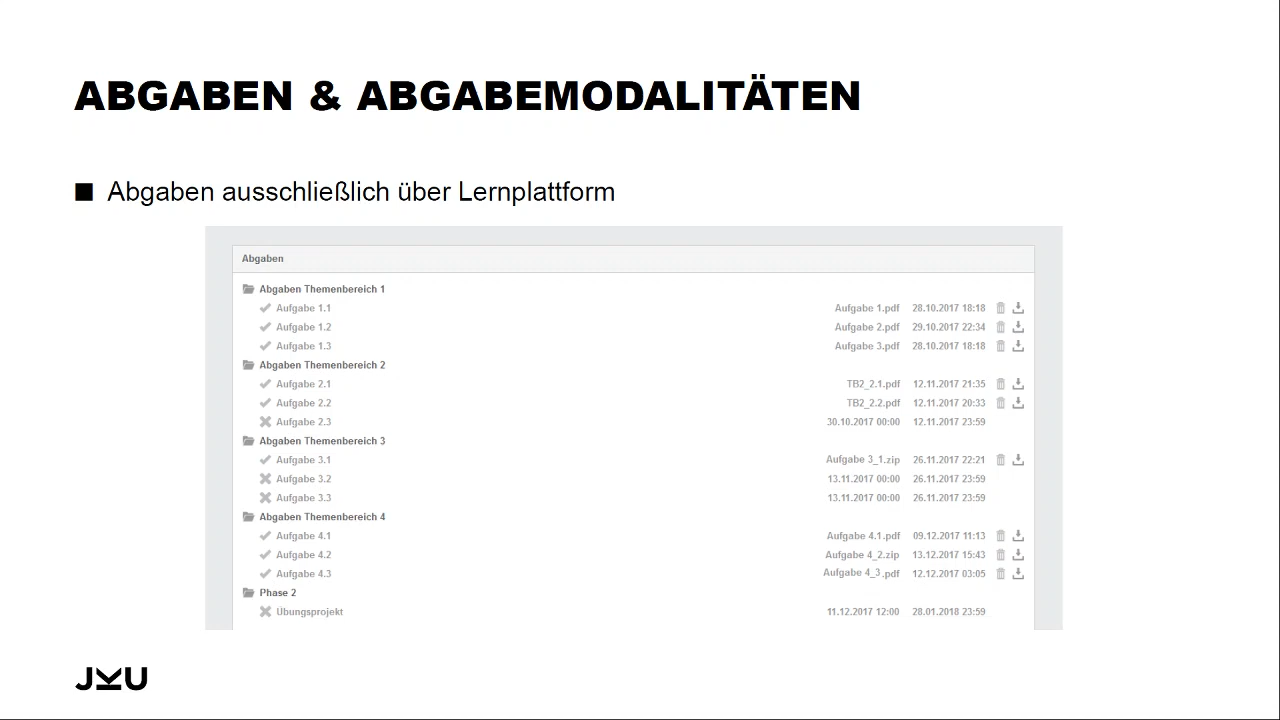 ABGABEN & ABGABEMODALITÄTEN
Abgaben ausschließlich über Lernplattform
Abgaben
Abgaben Themenbereich 1
Aufgabe 1.1 Aufgabe 1.pdf 28.10.2017 18:18
Aufgabe 1.2 Aufgabe 2.pdf 29.10.2017 22:34
Aufgabe 1.3 Aufgabe 3.pdf 28.10.2017 18:18
Abgaben Themenbereich 2
Aufgabe 2.1 TB2_2.1.pdf 12.11.2017 21:35
Aufgabe 2.2 TB2_2.2.pdf 12.11.2017 20:33
Aufgabe 2.3 30.10.2017 00:00 12.11.2017 23:59
Abgaben Themenbereich 3
Aufgabe 3.1 Aufgabe 3_1.zip 26.11.2017 22:21
Aufgabe 3.2 13.11.2017 00:00 26.11.2017 23:59
Aufgabe 3.3 13.11.2017 00:00 26.11.2017 23:59
Abgaben Themenbereich 4
Aufgabe 4.1 Aufgabe 4.1.pdf 09.12.2017 11:13
Aufgabe 4.2 Aufgabe 4_2.zip 13.12.2017 15:43
Aufgabe 4.3 Aufgabe 4_3.pdf 12.12.2017 03:05
Phase 2
Übungsprojekt 11.12.2017 12:00 28.01.2018 23:59
JKU